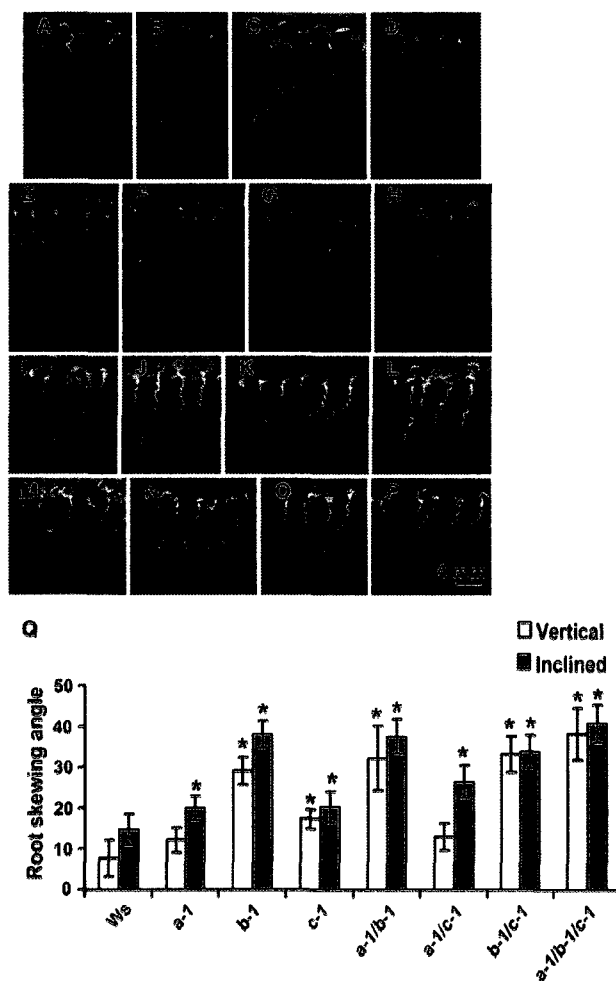 A B C D
E F G H
I J K L
M N O P
4 mm
Q
Vertical
Inclined
Root skewing angle
50
40
30
20
10
0
* * * * * * * * * * * *
Ws a-1 b-1 c-1 a-1/b-1 a-1/c-1 b-1/c-1 a-1/b-1/c-1